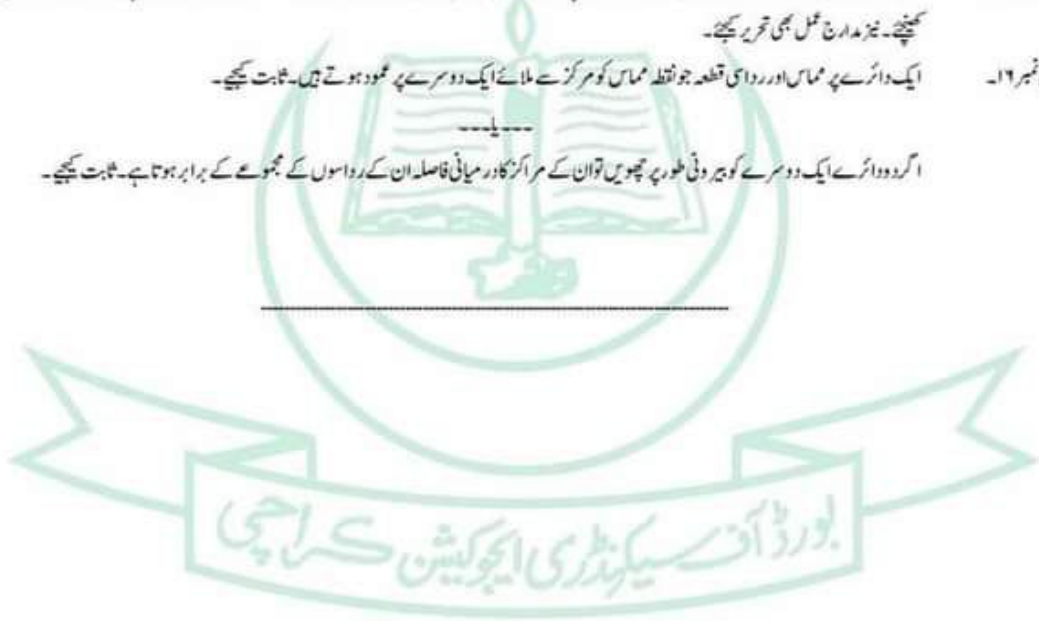 کھینچئے۔ نیز مدارج عمل بھی تحریر کیجئے۔
نمبر ۱۶۔ ایک دائرے پر مماس اور رداسی قطعہ جو نقطہ مماس کو مرکز سے ملائے ایک دوسرے پر عمود ہوتے ہیں۔ ثابت کیجیے۔
---یا---
اگر دو دائرے ایک دوسرے کو بیرونی طور پر چھویں تو ان کے مراکز کا درمیانی فاصلہ ان کے رداسوں کے مجموعے کے برابر ہوتا ہے۔ ثابت کیجیے۔
بورڈ آف سیکنڈری ایجوکیشن کراچی